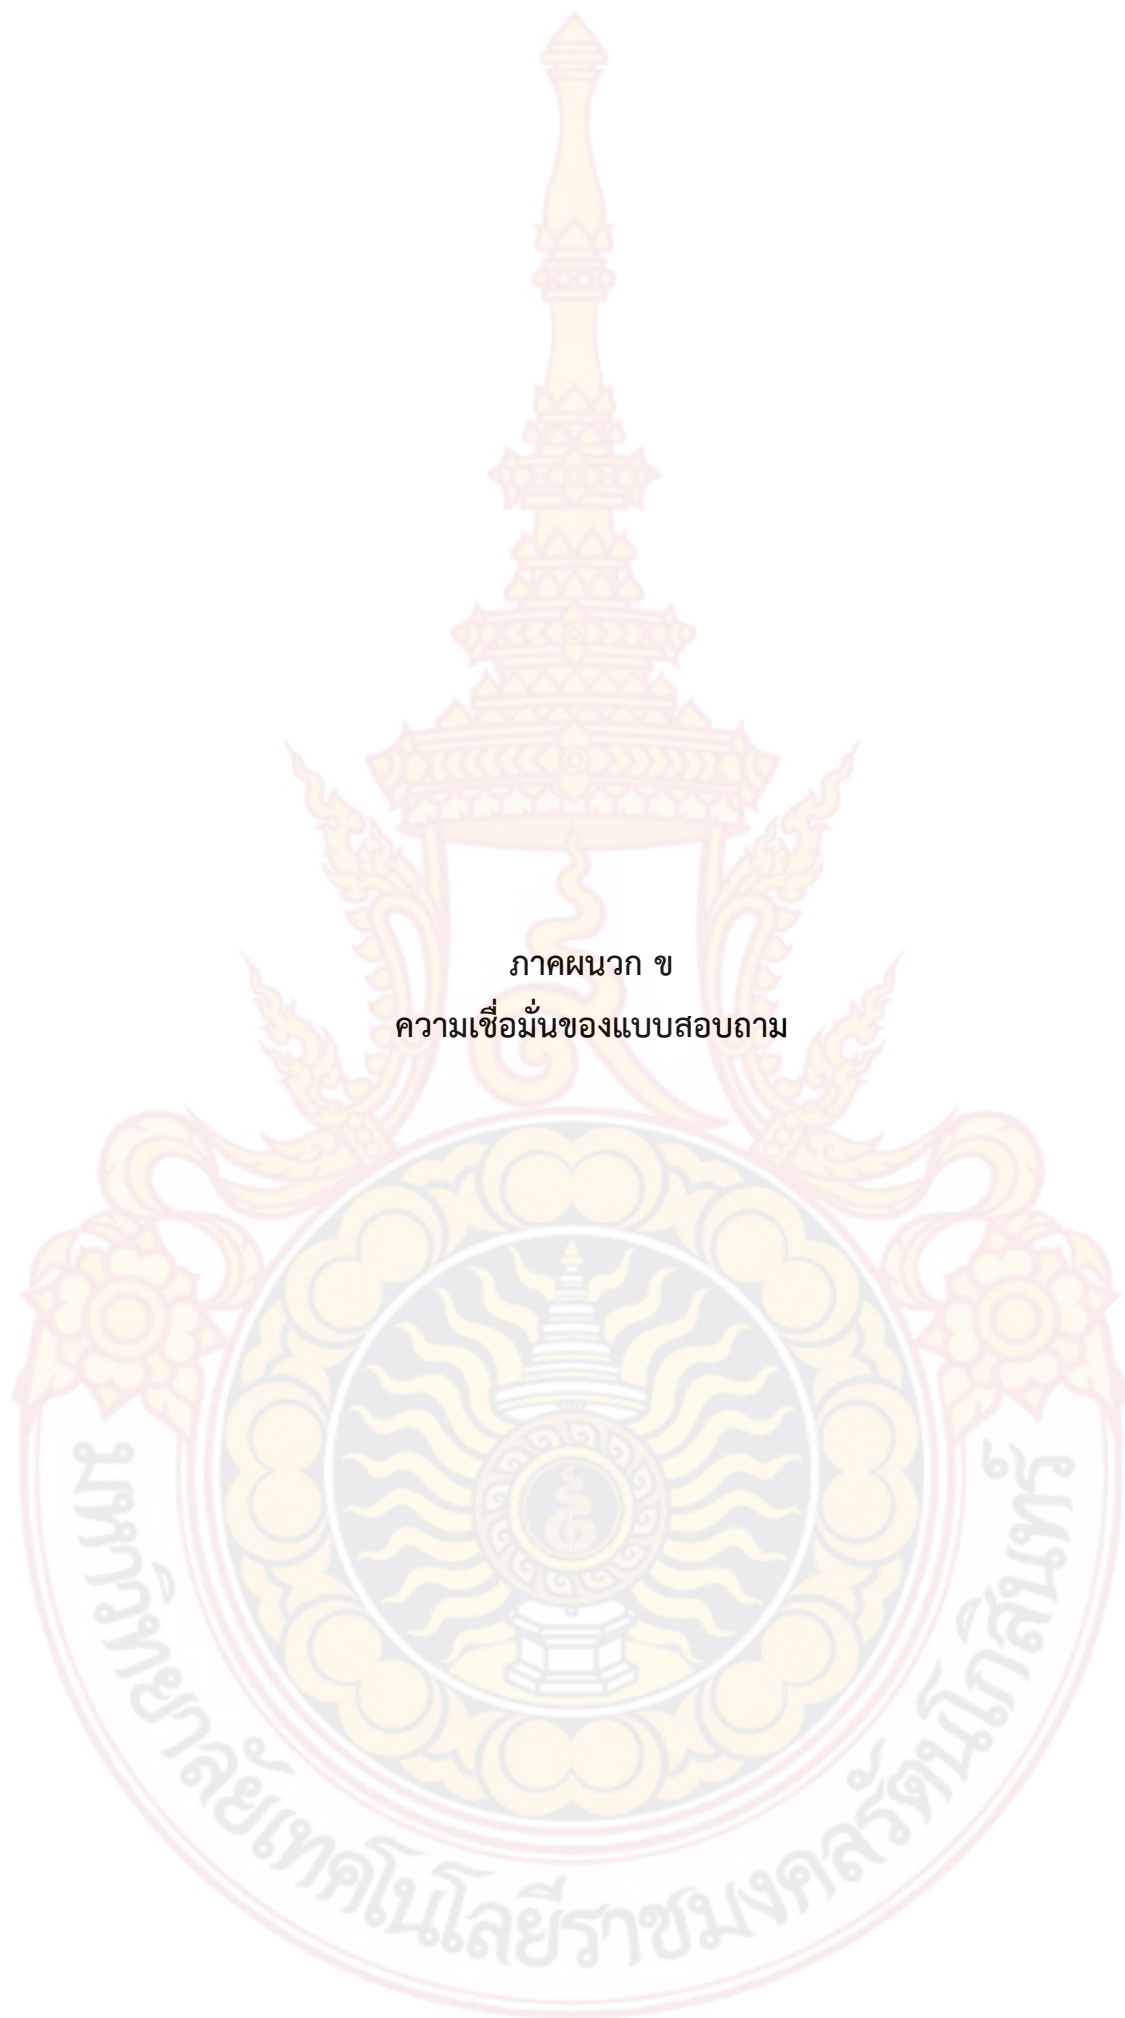 ภาคผนวก ข
ความเชื่อมั่นของแบบสอบถาม
มหาวิทยาลัยเทคโนโลยีราชมงคลรัตนโกสินทร์